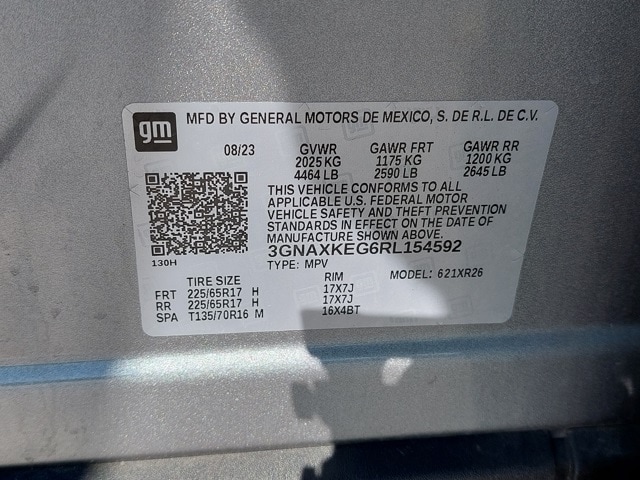 gm
MFD BY GENERAL MOTORS DE MEXICO, S. DE R.L. DE C.V.
08/23 GVWR GAWR FRT GAWR RR
2025 KG 1175 KG 1200 KG
4464 LB 2590 LB 2645 LB
THIS VEHICLE CONFORMS TO ALL
APPLICABLE U.S. FEDERAL MOTOR
VEHICLE SAFETY AND THEFT PREVENTION
STANDARDS IN EFFECT ON THE DATE OF
MANUFACTURE SHOWN ABOVE.
3GNAXKEG6RL154592
130H
TYPE: MPV
MODEL: 621XR26
TIRE SIZE RIM
FRT 225/65R17 H 17X7J
RR 225/65R17 H 17X7J
SPA T135/70R16 M 16X4BT